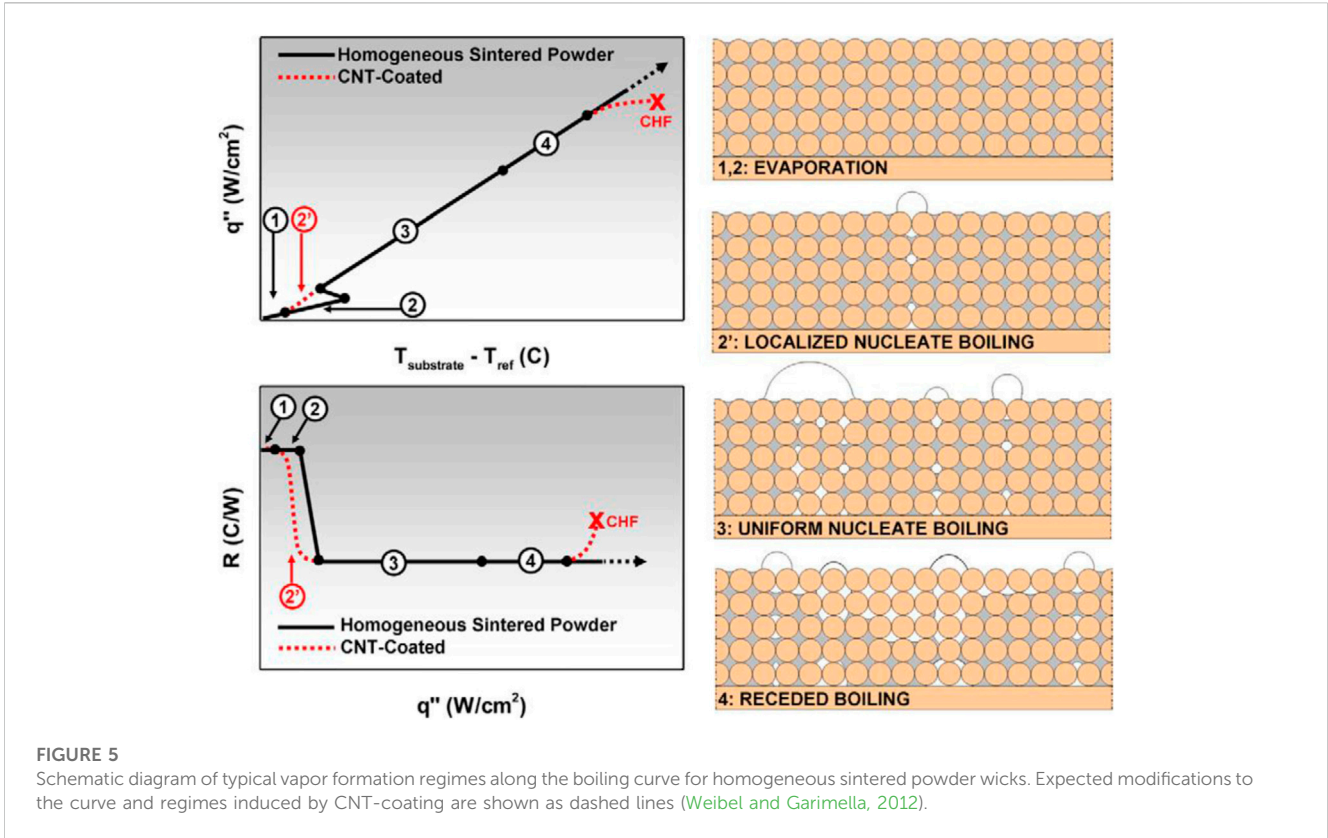 Homogeneous Sintered Powder
CNT-Coated
q'' (W/cm²)
1
2'
2
3
4
X
CHF
T_substrate - T_ref (C)
1
2
R (C/W)
2'
3
4
X CHF
Homogeneous Sintered Powder
CNT-Coated
q'' (W/cm²)
1,2: EVAPORATION
2': LOCALIZED NUCLEATE BOILING
3: UNIFORM NUCLEATE BOILING
4: RECEDED BOILING
FIGURE 5
Schematic diagram of typical vapor formation regimes along the boiling curve for homogeneous sintered powder wicks. Expected modifications to
the curve and regimes induced by CNT-coating are shown as dashed lines (Weibel and Garimella, 2012).